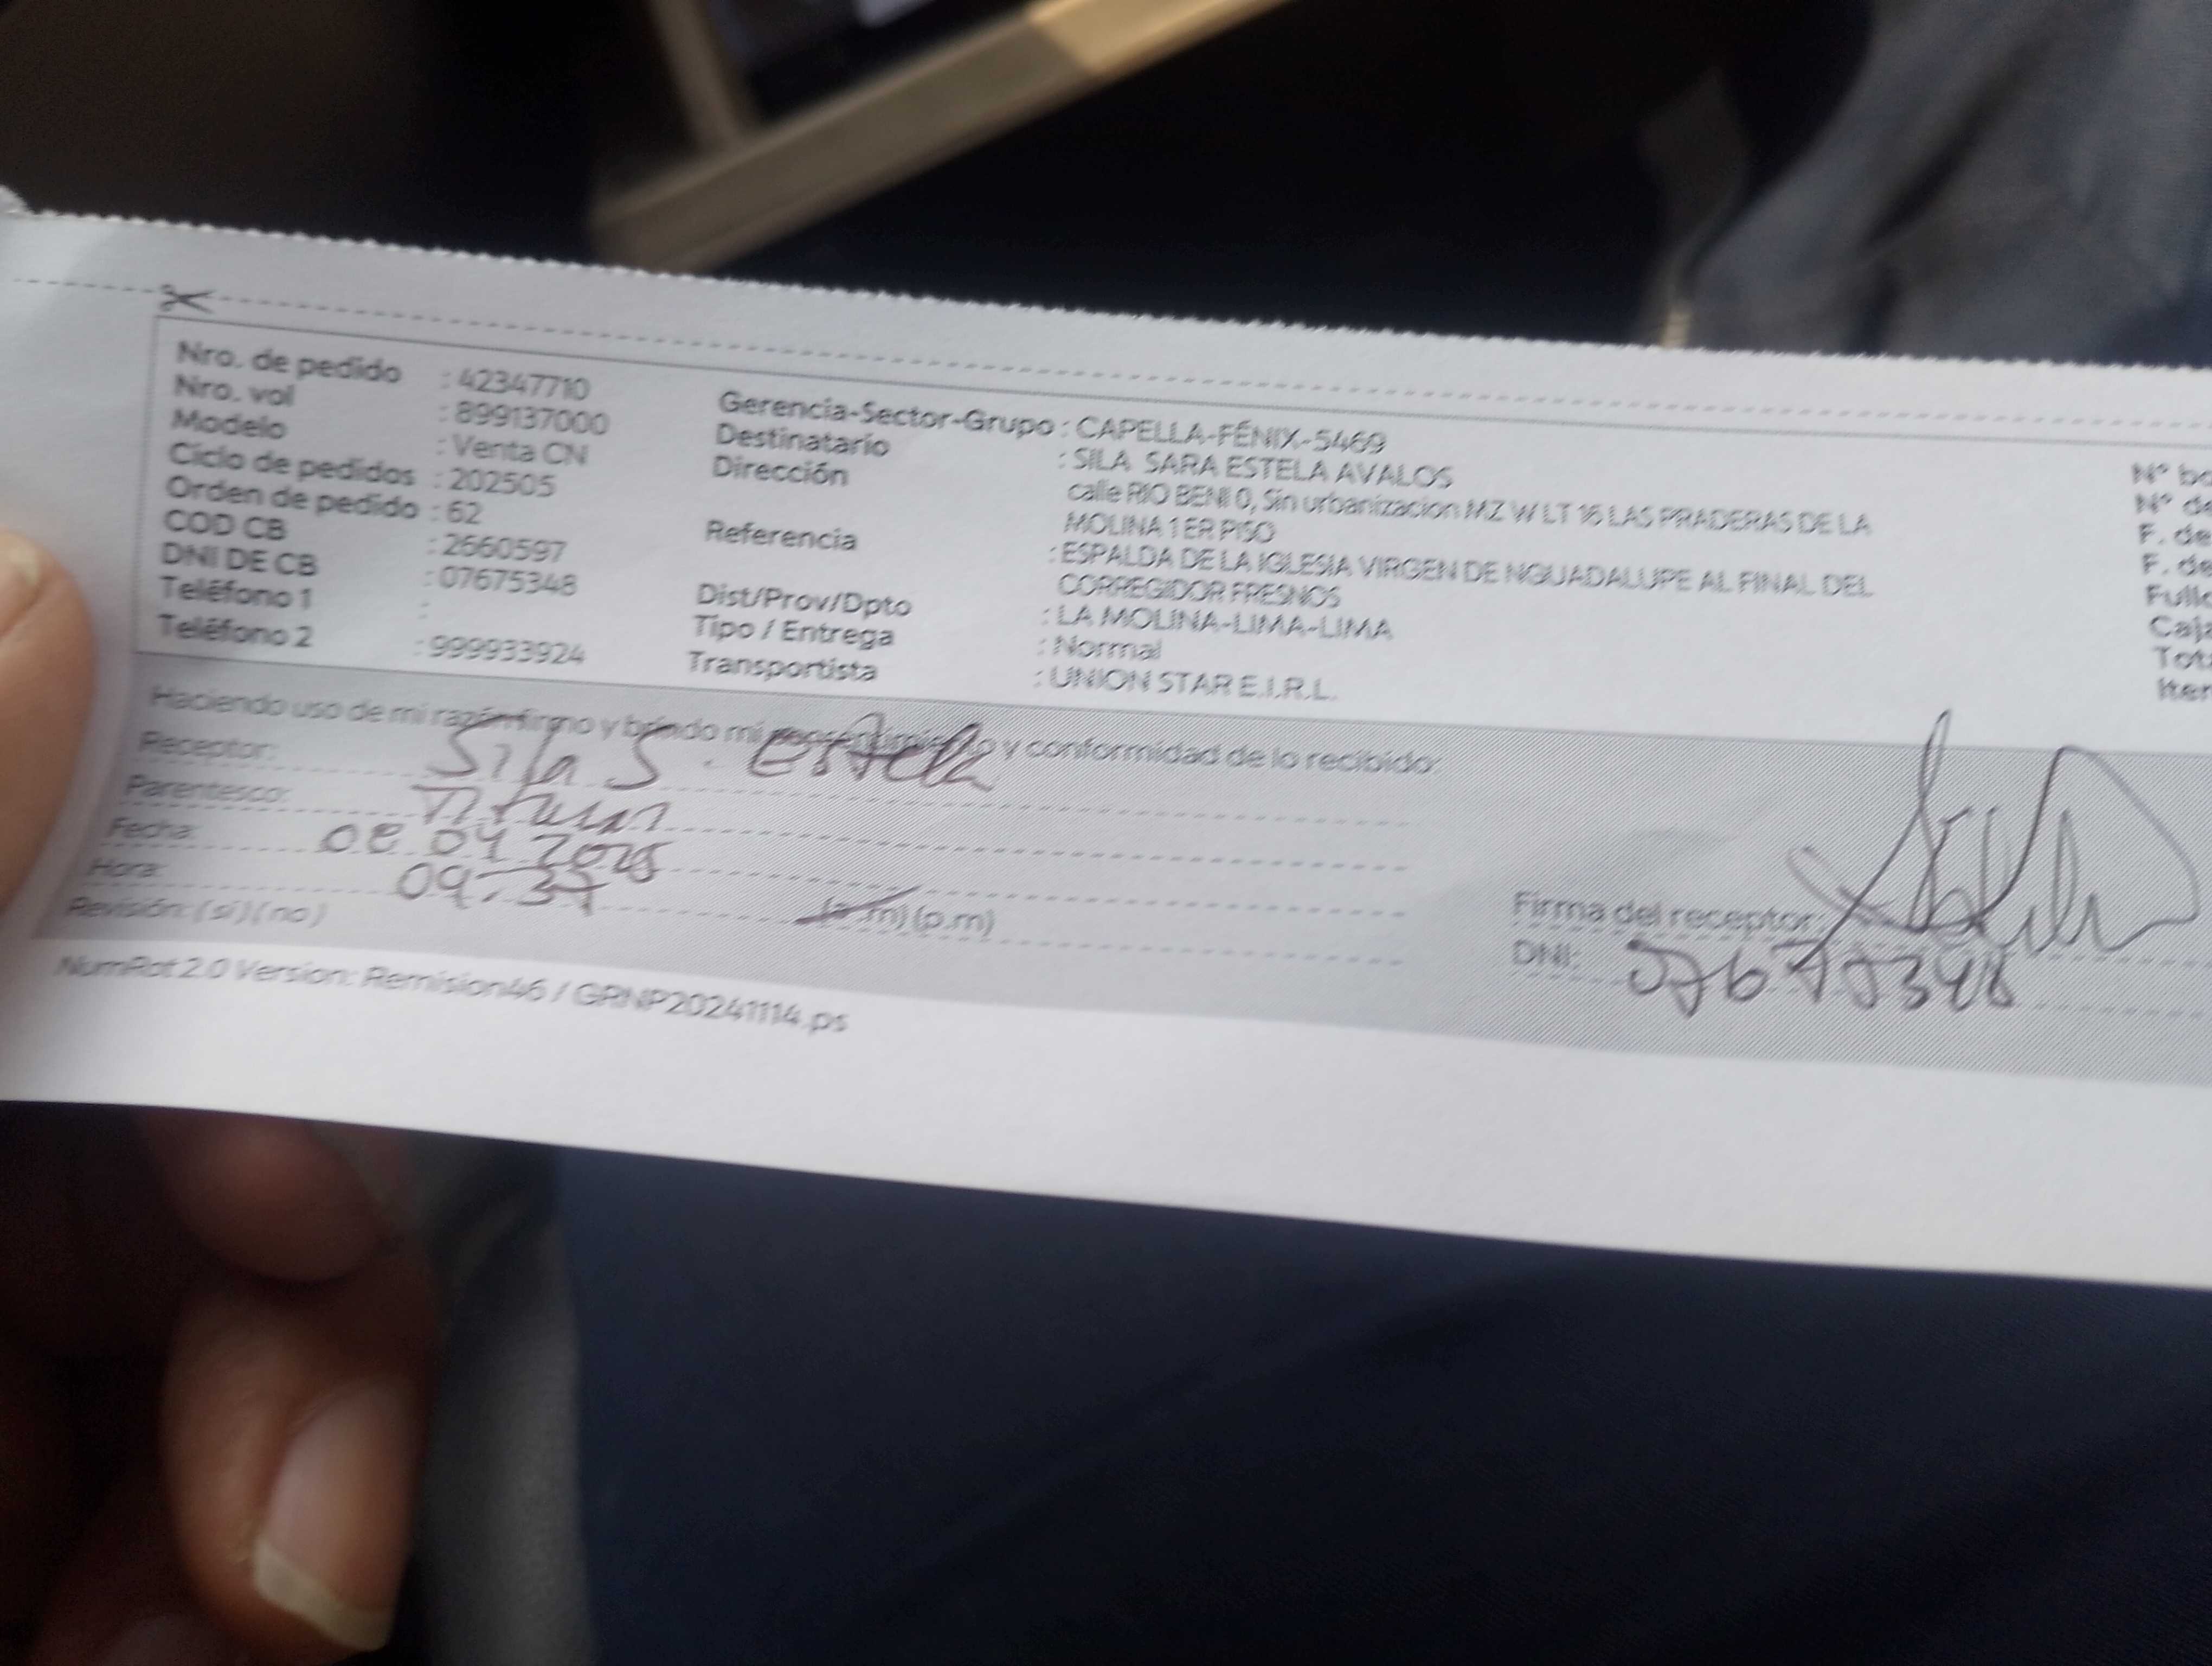 Nro. de pedido : 42347710
Nro. vol : 899137000
Modelo : Venta CN
Ciclo de pedidos : 202505
Orden de pedido : 62
COD CB : 2660597
DNI DE CB : 07675348
Teléfono 1 :
Teléfono 2 : 999933924
Gerencia-Sector-Grupo : CAPELLA-FÉNIX-5469
Destinatario : SILA SARA ESTELA AVALOS
Dirección calle RIO BENI 0, Sin urbanizacion MZ W LT 16 LAS PRADERAS DE LA
MOLINA 1 ER PISO
Referencia : ESPALDA DE LA IGLESIA VIRGEN DE NGUADALUPE AL FINAL DEL
CORREGIDOR FRESNOS
Dist/Prov/Dpto : LA MOLINA-LIMA-LIMA
Tipo / Entrega : Normal
Transportista : UNION STAR E.I.R.L.
N°
N° de
F. de
F. de
Haciendo uso de mi razón firmo y brindo mi y conformidad de lo recibido:
Receptor: Sila S. Estela
Parentesco: Titular
Fecha: 08 04 2025
Hora: 09:37 (a.m) (p.m)
Revisión: (si) (no)
Firma del receptor:
DNI: 07675348
NumRot 2.0 Version: Remision46 / GRNP20241114.ps